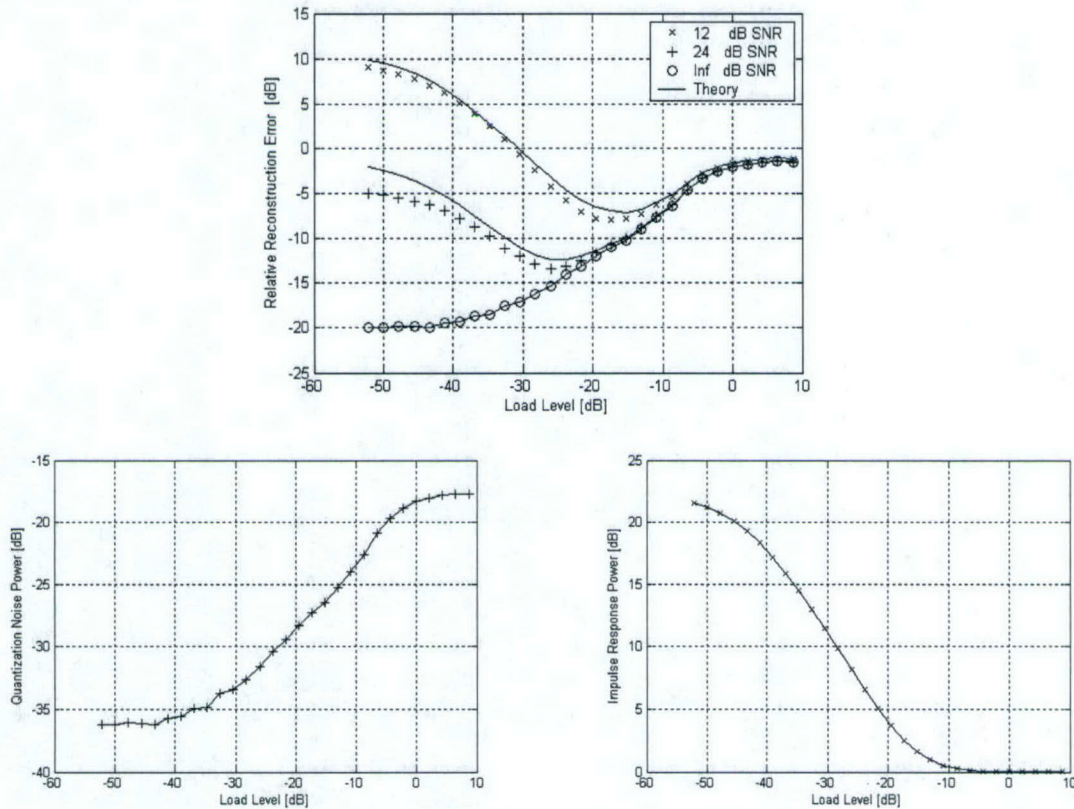 × 12 dB SNR
+ 24 dB SNR
○ Inf dB SNR
— Theory
15
10
5
0
-5
-10
-15
-20
-25
Relative Reconstruction Error [dB]
-60 -50 -40 -30 -20 -10 0 10
Load Level [dB]
-15
-20
-25
-30
-35
-40
Quantization Noise Power [dB]
-60 -50 -40 -30 -20 -10 0 10
Load Level [dB]
25
20
15
10
5
0
Impulse Response Power [dB]
-60 -50 -40 -30 -20 -10 0 10
Load Level [dB]